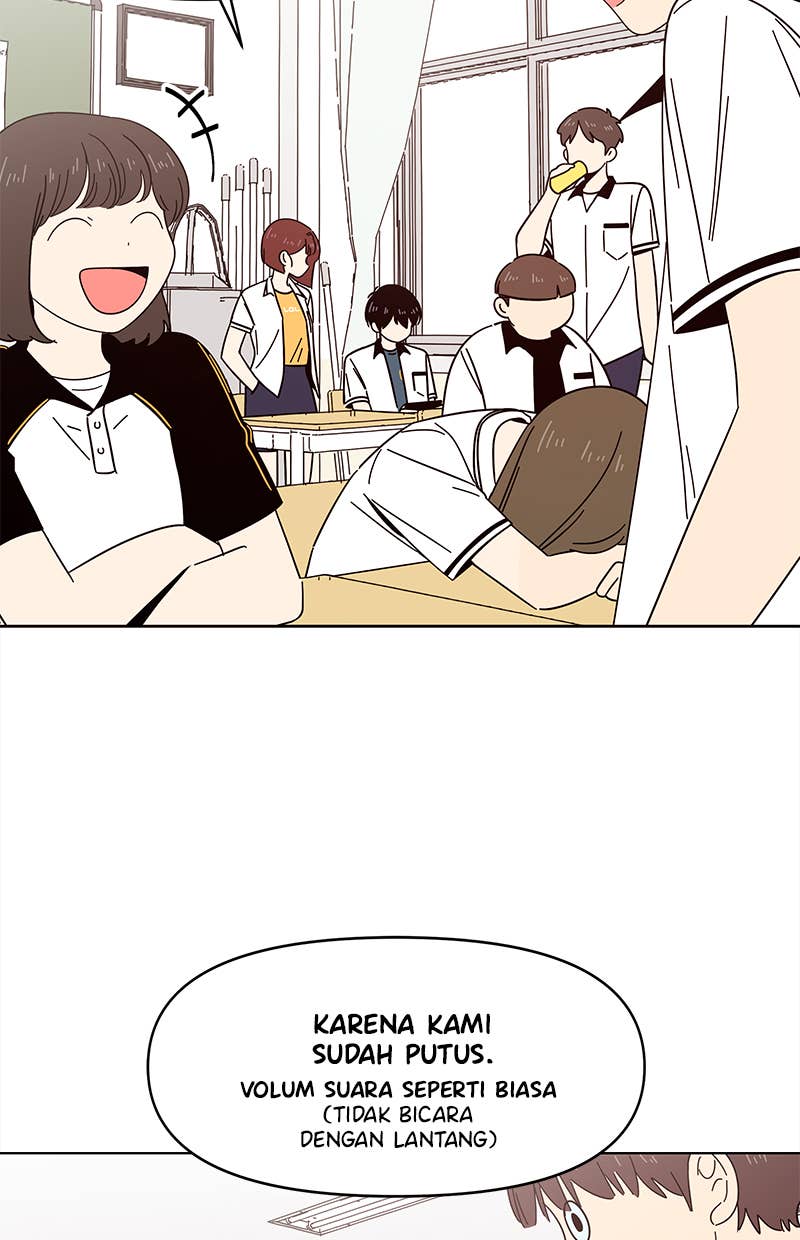 KARENA KAMI
SUDAH PUTUS.
VOLUM SUARA SEPERTI BIASA
(TIDAK BICARA
DENGAN LANTANG)